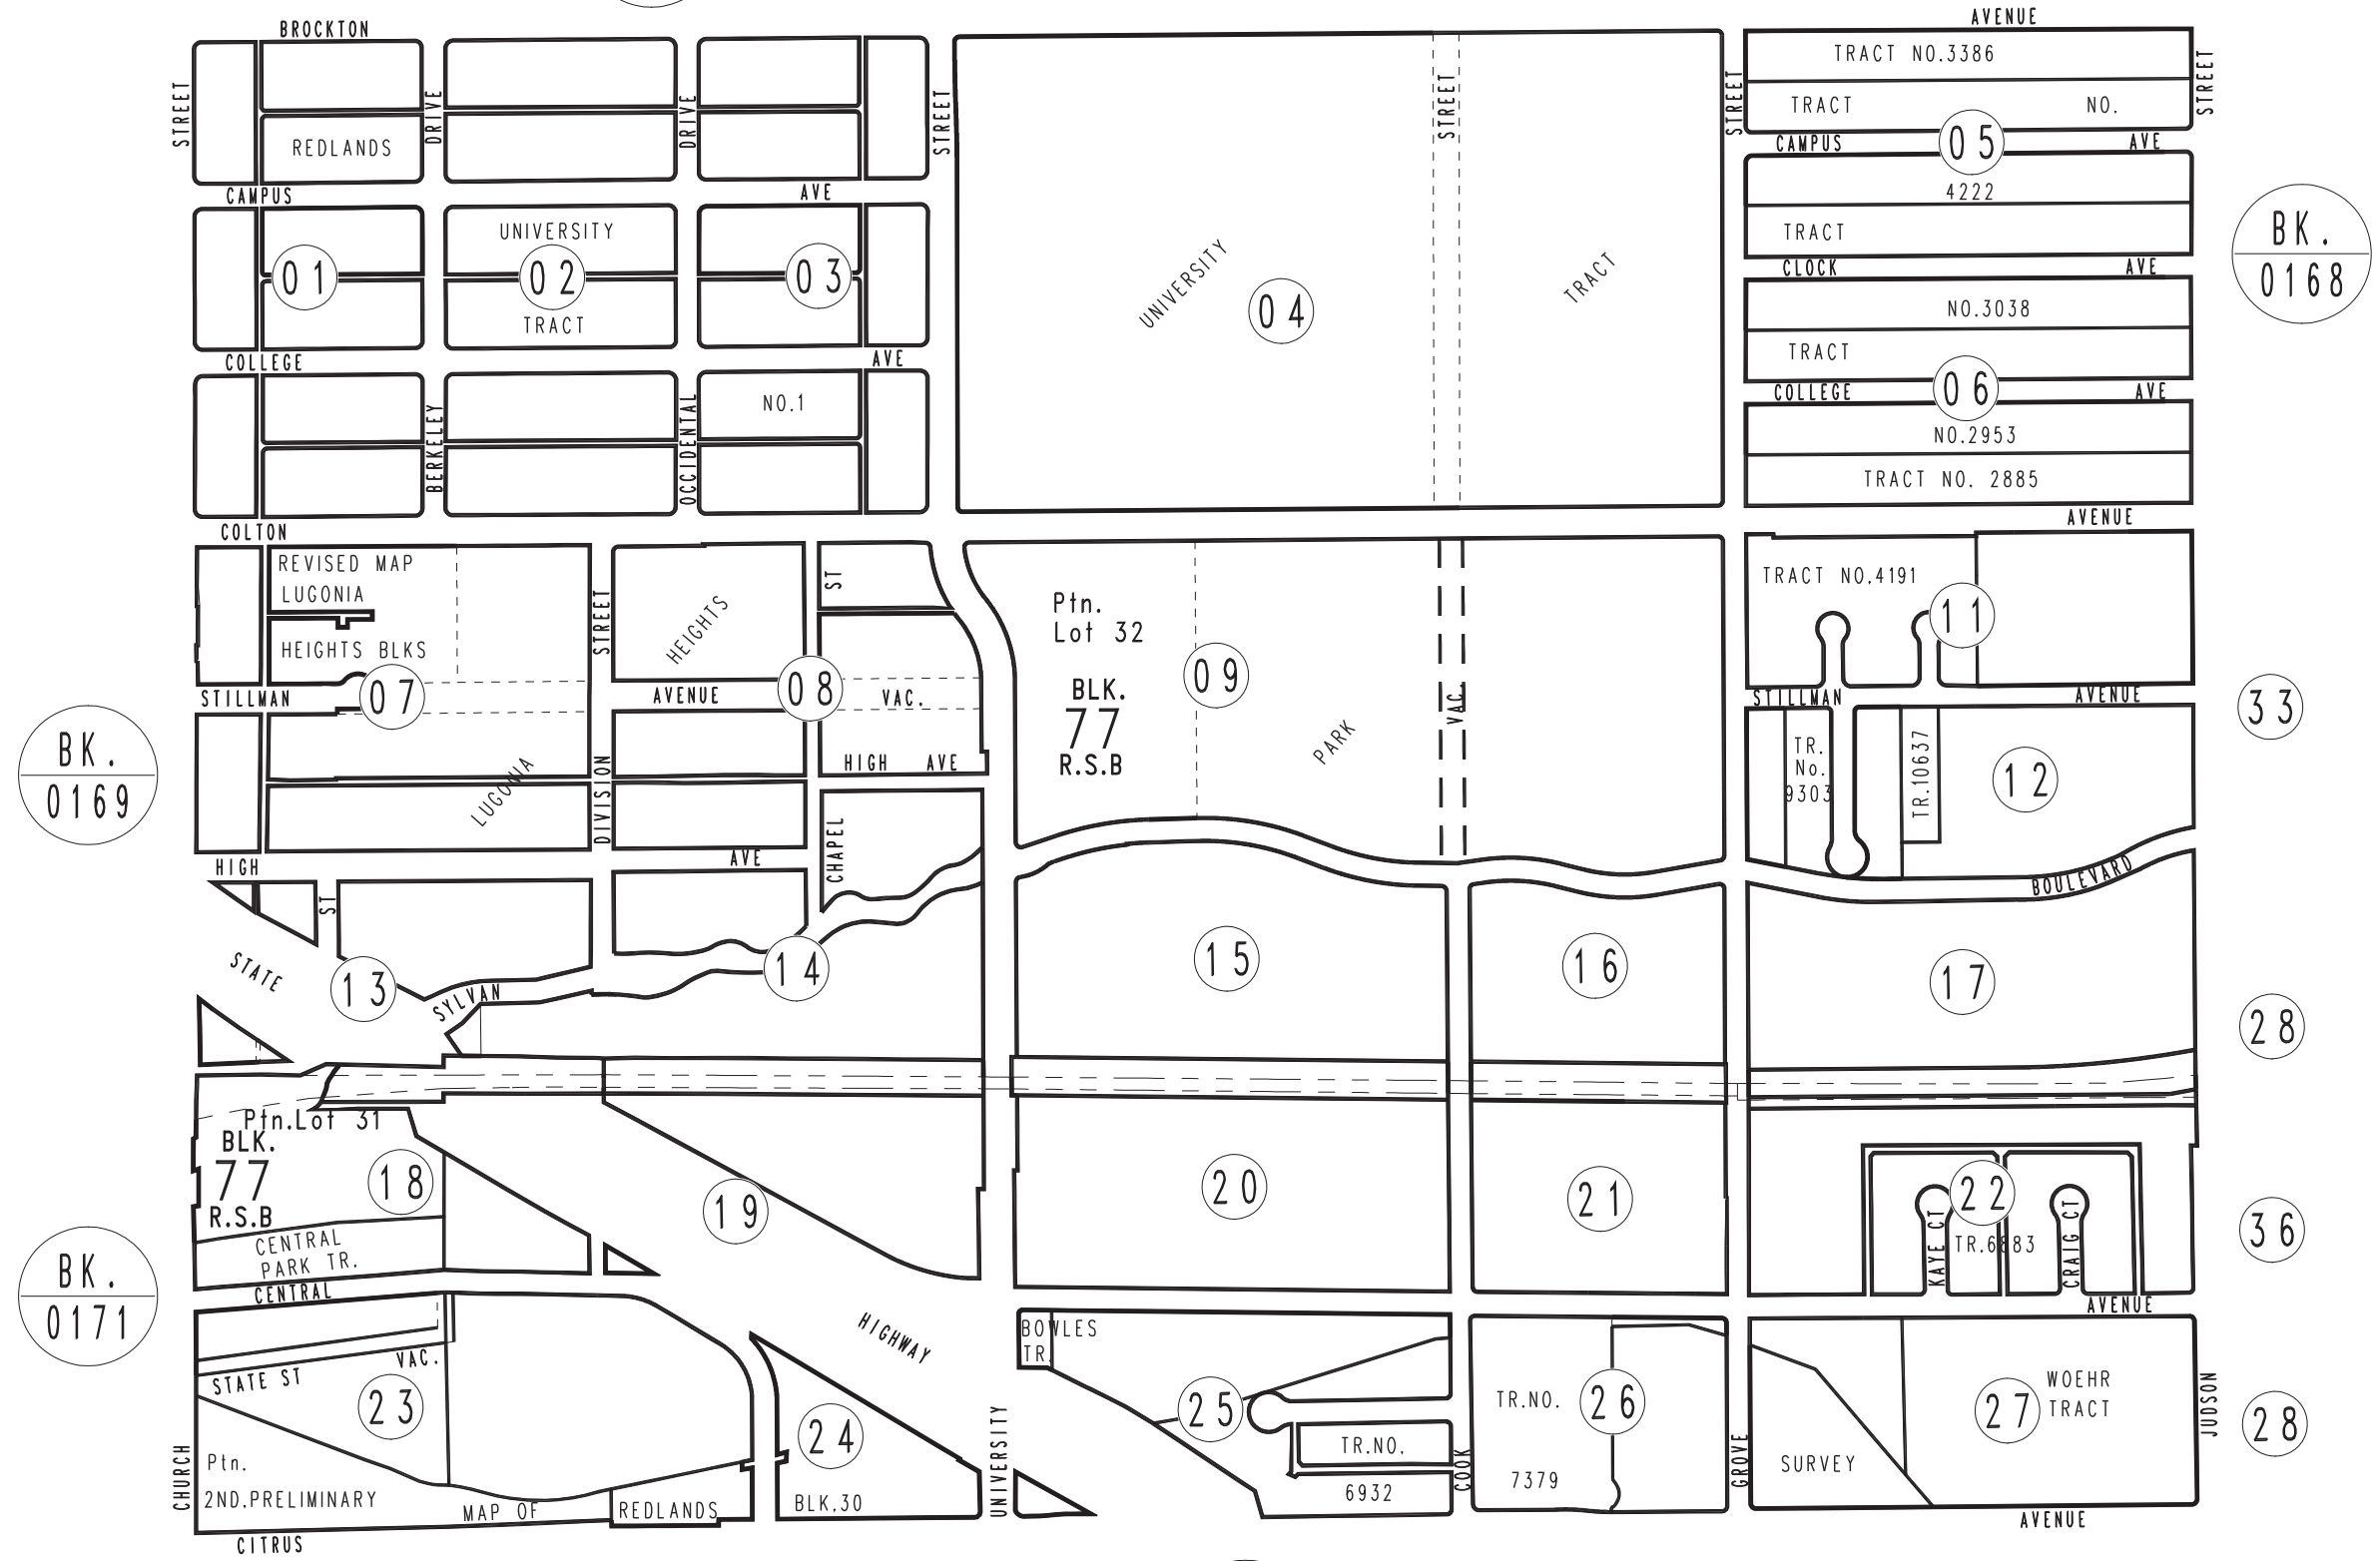 BROCKTON
AVENUE
TRACT NO.3386
STREET
DRIVE
DRIVE
STREET
STREET
STREET
STREET
TRACT NO.
REDLANDS
05
CAMPUS AVE
CAMPUS AVE
4222
UNIVERSITY
TRACT
BK.
0168
01
02
03
UNIVERSITY
04
TRACT
CLOCK AVE
TRACT
NO.3038
TRACT
COLLEGE AVE
06
COLLEGE AVE
NO.1
BERKELEY
OCCIDENTAL
NO.2953
TRACT NO. 2885
COLTON
AVENUE
REVISED MAP
LUGONIA
HEIGHTS BLKS
STREET
HEIGHTS
ST
Ptn.
Lot 32
BLK.
77
R.S.B
09
PARK
VAC.
TRACT NO.4191
11
07
08
STILLMAN
AVENUE
VAC.
STILLMAN
AVENUE
33
BK.
0169
LUGONIA
DIVISION
HIGH AVE
TR.
No.
9303
TR.10637
12
CHAPEL
HIGH
AVE
BOULEVARD
ST
STATE
13
SYLVAN
14
15
16
17
28
Ptn.Lot 31
BLK.
77
R.S.B
18
19
20
21
22
KAYE CT
TR.6883
CRAIG CT
36
CENTRAL
PARK TR.
BK.
0171
CENTRAL
AVENUE
HIGHWAY
BOWLES
TR.
VAC.
STATE ST
23
24
25
TR.NO.
26
27
WOEHR
TRACT
JUDSON
28
CHURCH
UNIVERSITY
COOK
GROVE
TR.NO.
SURVEY
Ptn.
2ND.PRELIMINARY
MAP OF
REDLANDS
BLK.30
6932
7379
CITRUS
AVENUE